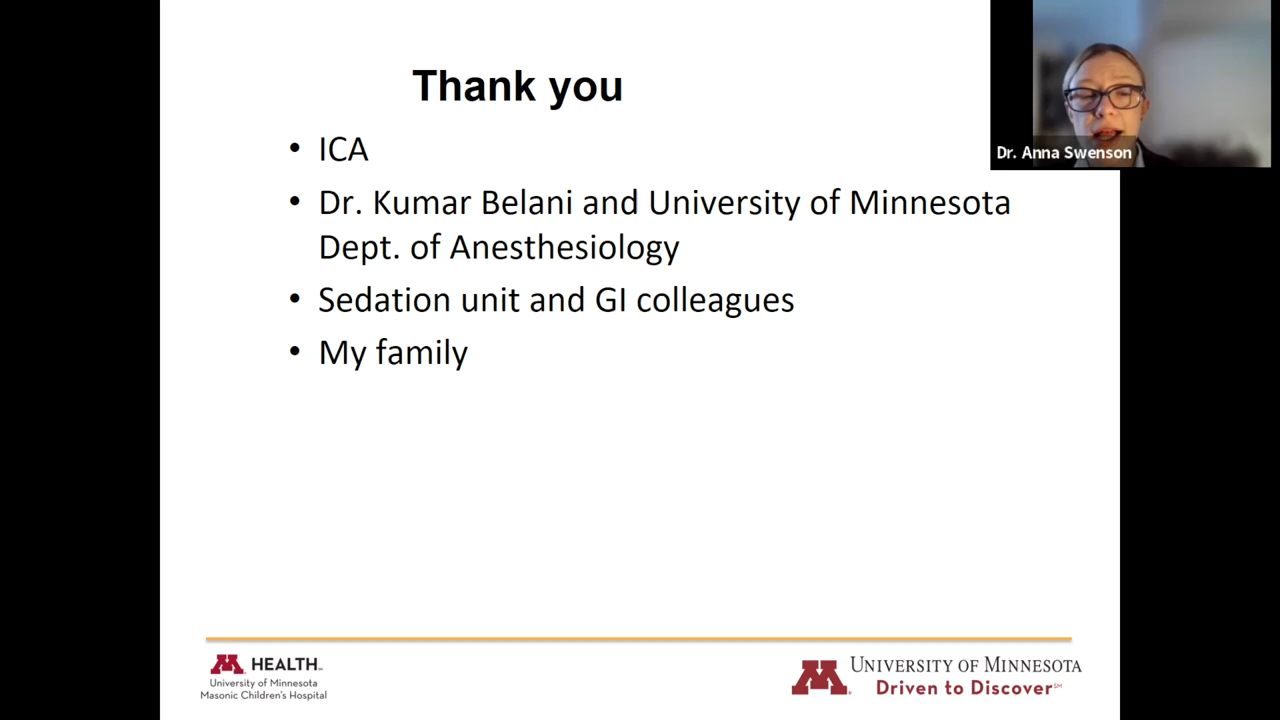 Thank you
• ICA
• Dr. Kumar Belani and University of Minnesota
Dept. of Anesthesiology
• Sedation unit and GI colleagues
• My family
Dr. Anna Swenson
M HEALTH
University of Minnesota
Masonic Children's Hospital
M UNIVERSITY OF MINNESOTA
Driven to Discover℠